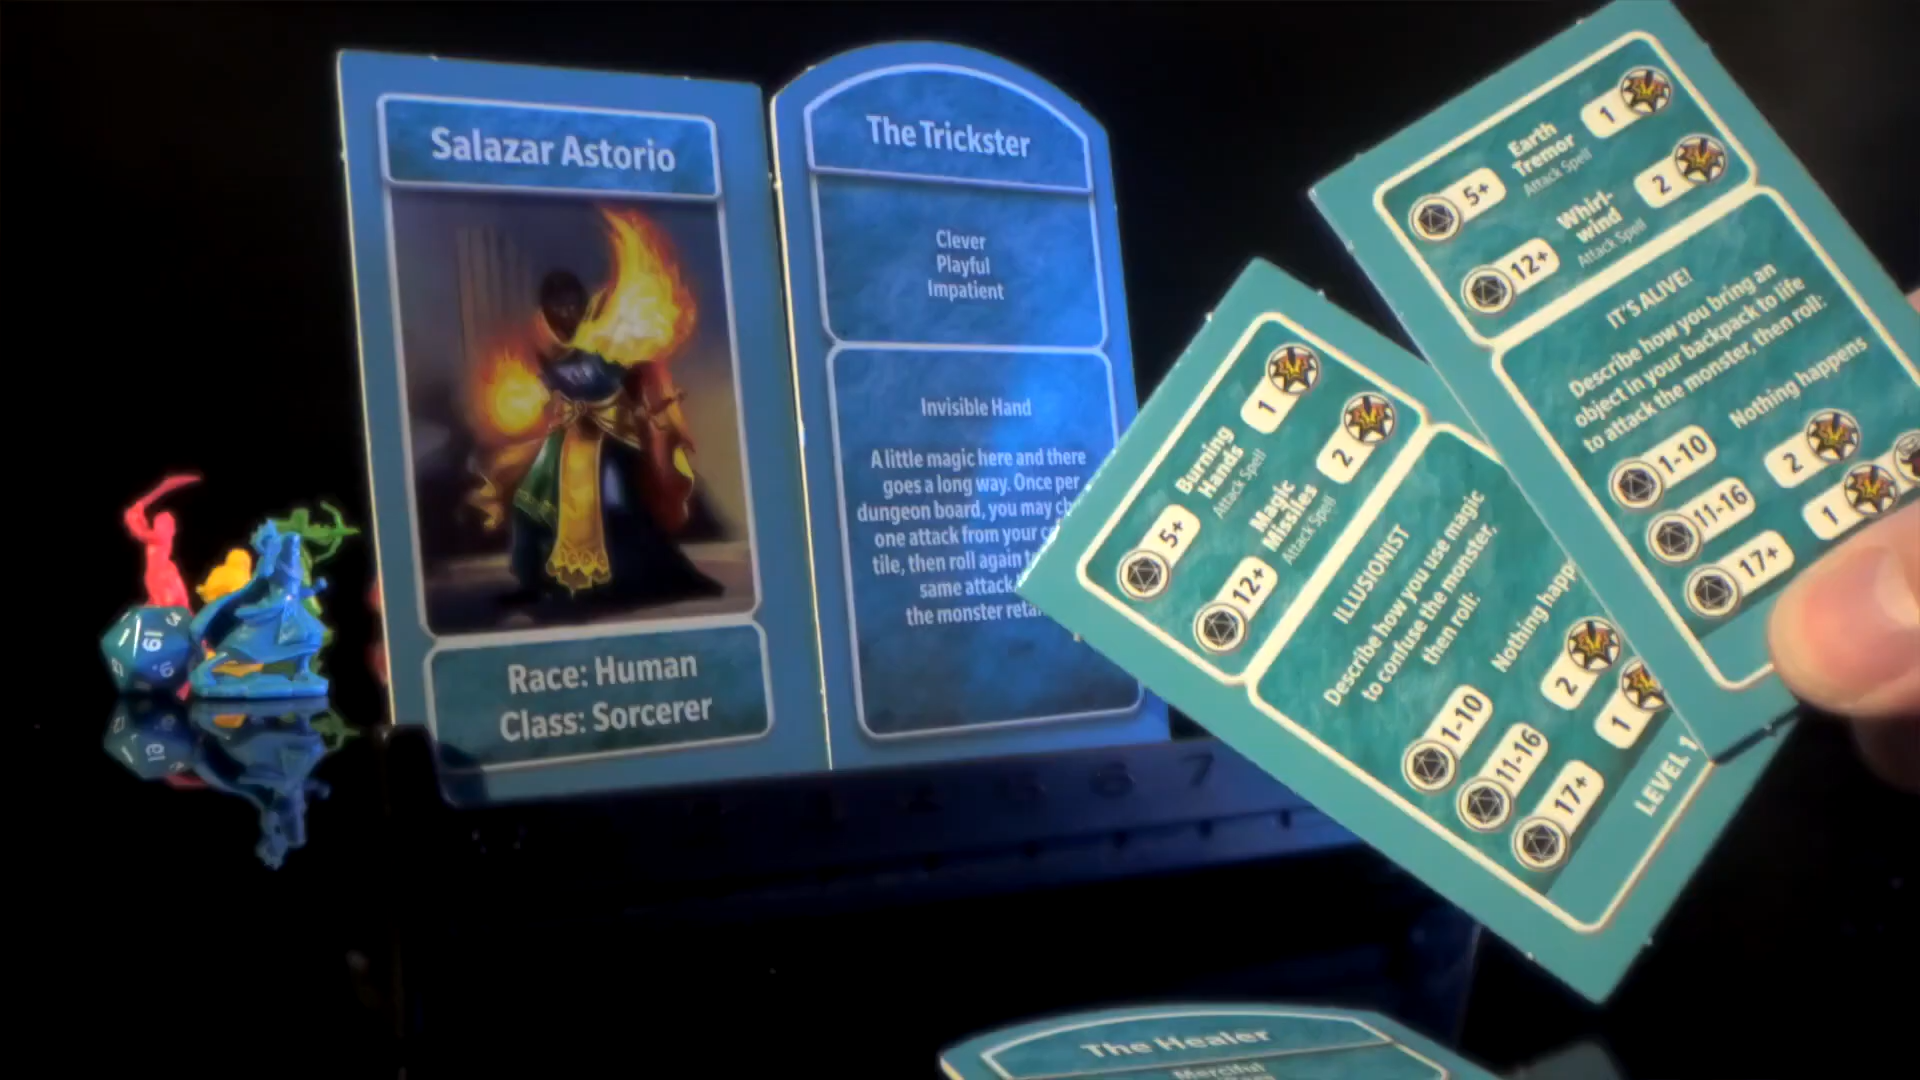 Salazar Astorio
Race: Human
Class: Sorcerer
The Trickster
Clever
Playful
Impatient
Invisible Hand
A little magic here and there
goes a long way. Once per
dungeon board, you may
one attack from your
tile, then roll again
same attack
the monster
5+
Burning
Hands
Attack Spell
1
12+
Magic
Missiles
Attack Spell
2
ILLUSIONIST
Describe how you use magic
to confuse the monster,
then roll:
1-10
Nothing
11-16
2
17+
1
LEVEL 1
5+
Earth
Tremor
Attack Spell
1
12+
Whirl-
wind
Attack Spell
2
IT'S ALIVE!
Describe how you bring an
object in your backpack to life
to attack the monster, then roll:
1-10
Nothing happens
11-16
2
17+
1
The Healer
Merciful
19
6 7